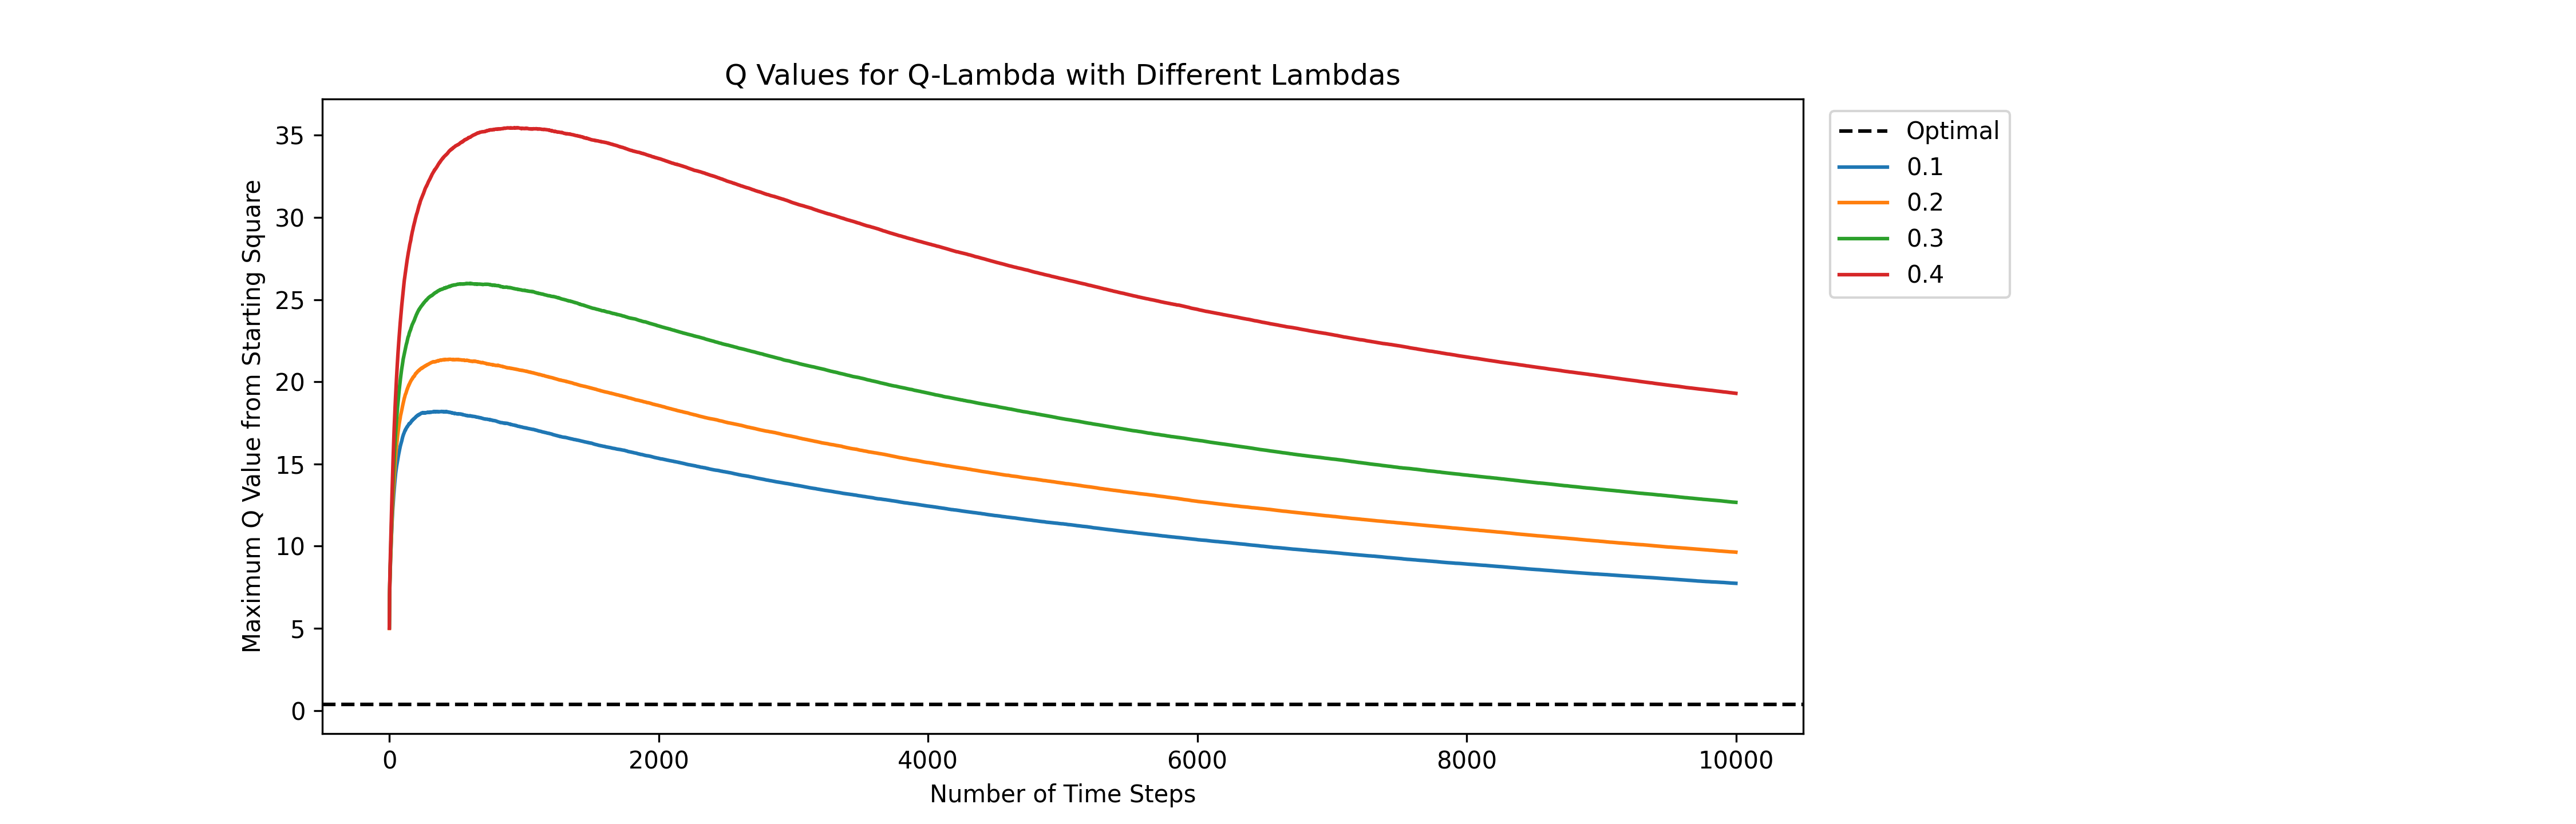 Q Values for Q-Lambda with Different Lambdas
Maximum Q Value from Starting Square
35
30
25
20
15
10
5
0
0 2000 4000 6000 8000 10000
Number of Time Steps
Optimal
0.1
0.2
0.3
0.4